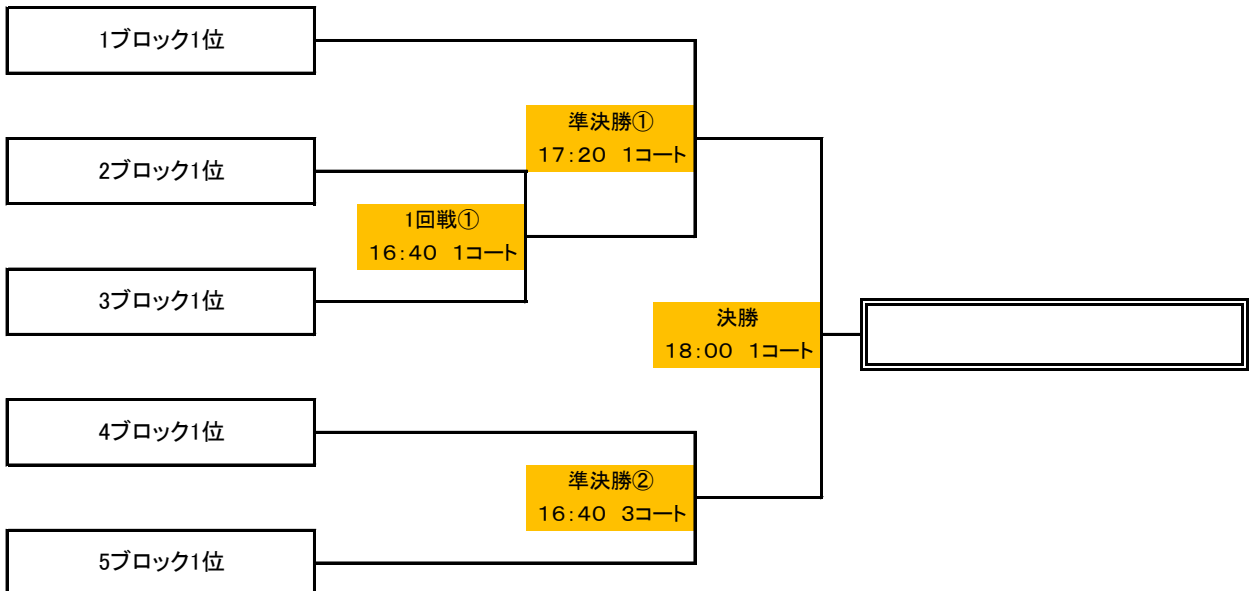 1ブロック1位
準決勝①
17:20 1コート
2ブロック1位
1回戦①
16:40 1コート
3ブロック1位
決勝
18:00 1コート
4ブロック1位
準決勝②
16:40 3コート
5ブロック1位